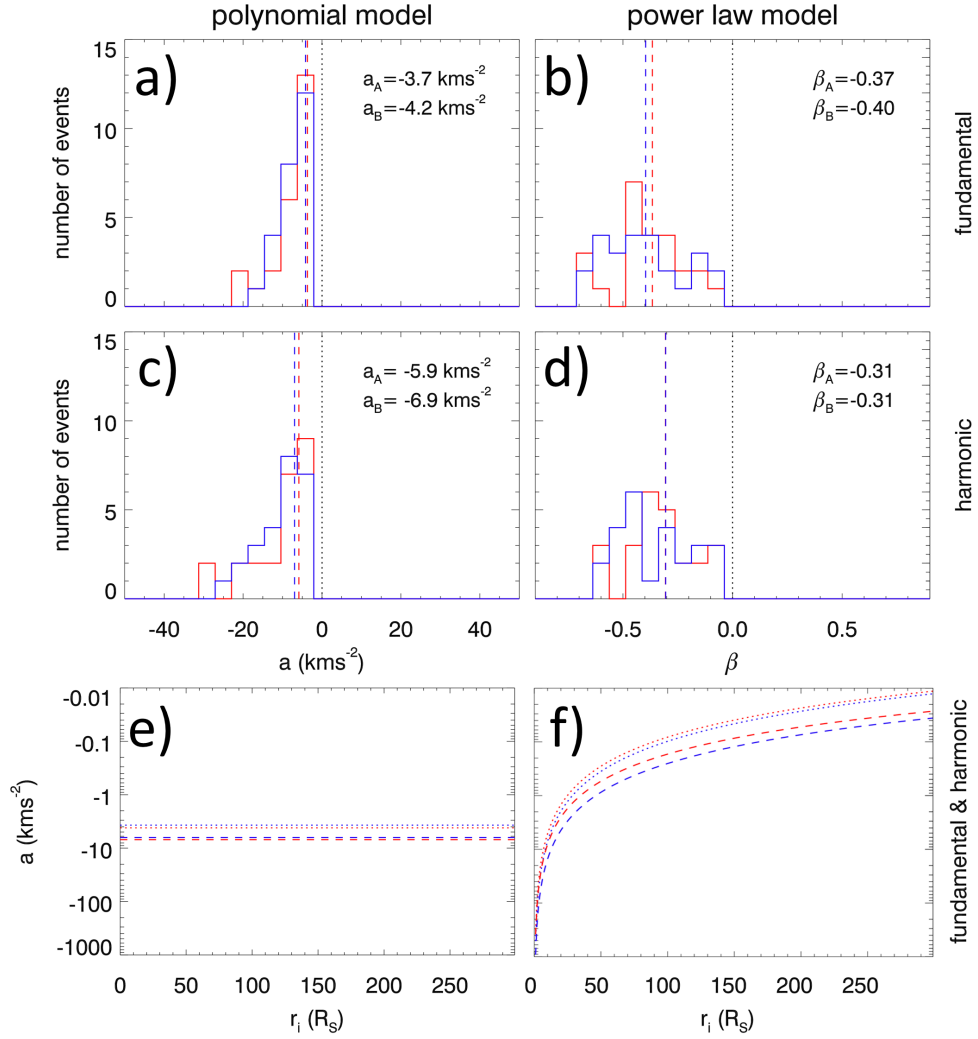 polynomial model
power law model
a)
15
10
5
0
number of events
a_A=-3.7 kms^-2
a_B=-4.2 kms^-2
b)
β_A=-0.37
β_B=-0.40
fundamental
c)
15
10
5
0
number of events
a_A= -5.9 kms^-2
a_B= -6.9 kms^-2
-40
-20
0
20
40
a (kms^-2)
d)
β_A=-0.31
β_B=-0.31
-0.5
0.0
0.5
β
harmonic
e)
-0.01
-0.1
-1
-10
-100
-1000
a (kms^-2)
0
50
100
150
200
250
r_i (R_S)
f)
0
50
100
150
200
250
r_i (R_S)
fundamental & harmonic